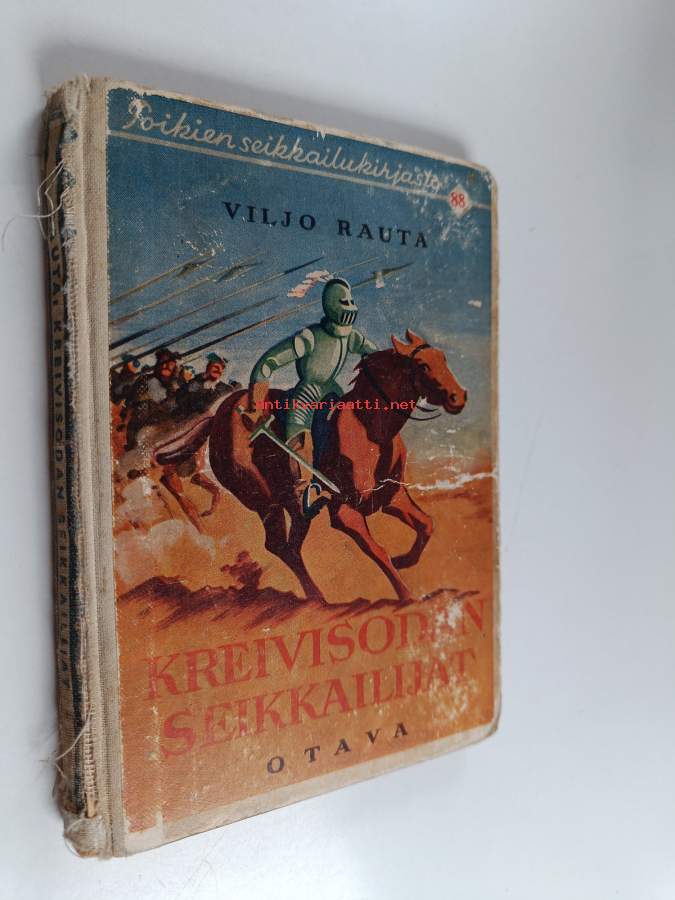 Poikien seikkailukirjasto
88
VILJO RAUTA
antikvariaatti.net
KREIVISODAN
SEIKKAILIJAT
OTAVA
RAUTA, KREIVISODAN SEIKKAILIJAT